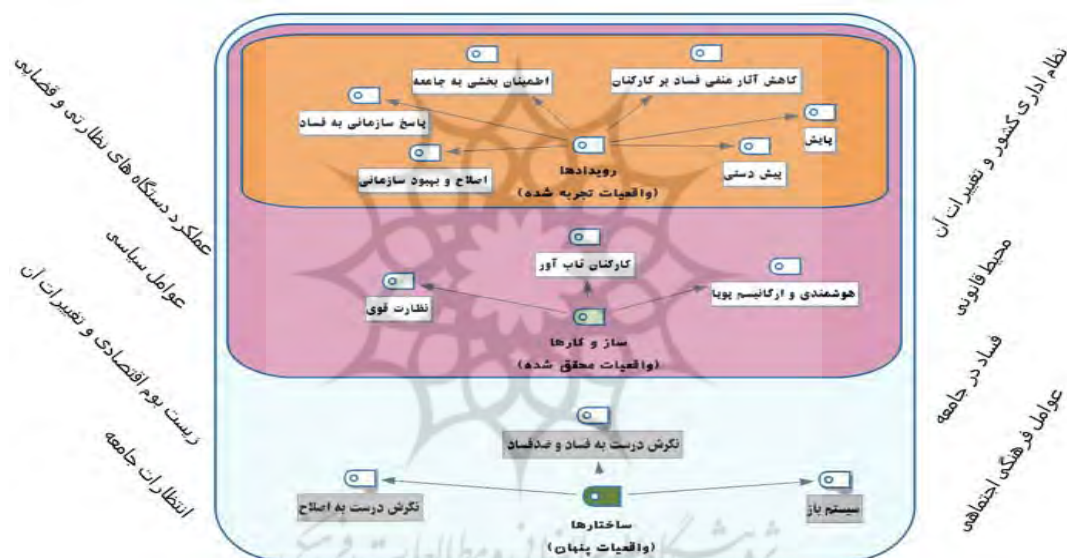 نظام اداری کشور و تغییرات آن
محیط قانونی
فساد در جامعه
عوامل فرهنگی اجتماعی
کاهش آثار منفی فساد بر کارکنان
اطمینان بخشی به جامعه
پایش
پاسخ سازمانی به فساد
پیش دستی
اصلاح و بهبود سازمانی
رویدادها
(واقعیات تجربه شده)
کارکنان تاب آور
هوشمندی و ارگانیسم پویا
نظارت قوی
ساز و کارها
(واقعیات محقق شده)
نگرش درست به فساد و ضدفساد
سیستم باز
نگرش درست به اصلاح
ساختارها
(واقعیات پنهان)
عملکرد دستگاه های نظارتی و قضایی
عوامل سیاسی
زیست بوم اقتصادی و تغییرات آن
انتظارات جامعه